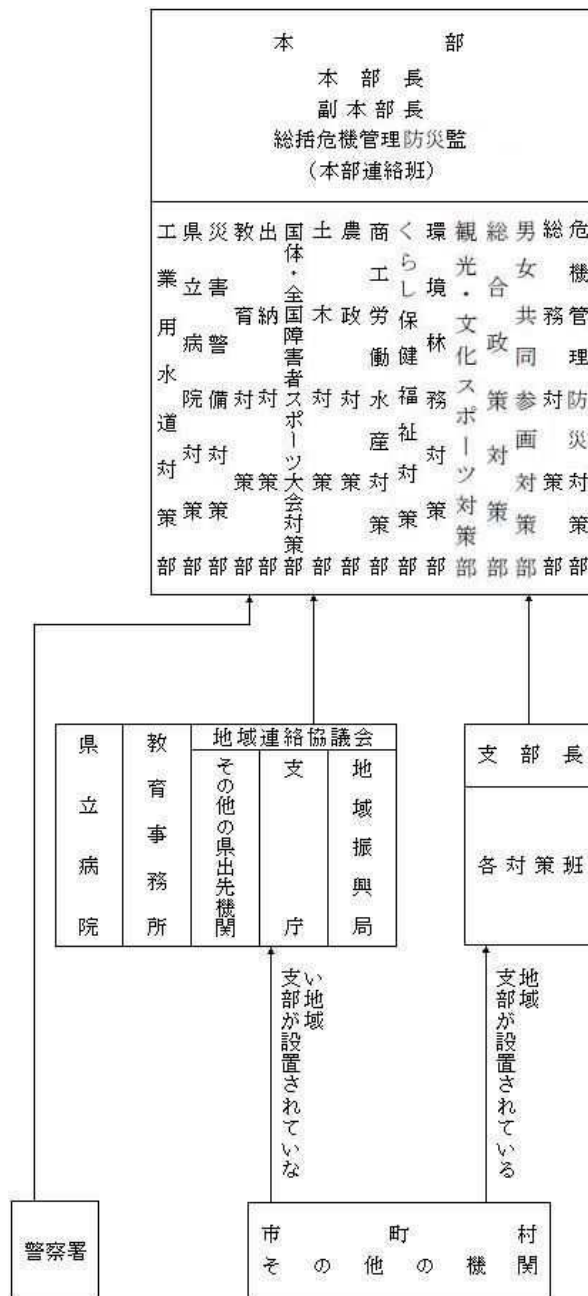 本部
本部長
副本部長
総括危機管理防災監
(本部連絡班)
危機管理防災対策部
総務対策部
男女共同参画対策部
総合政策対策部
観光・文化スポーツ対策部
環境林務対策部
くらし保健福祉対策部
商工労働水産対策部
農政対策部
土木対策部
国体・全国障害者スポーツ大会対策部
出納対策部
教育対策部
災害警備対策部
県立病院対策部
工業用水道対策部
地域連絡協議会
地域振興局
支庁
その他の県出先機関
教育事務所
県立病院
支部長
各対策班
支部が設置されていな
い地域
支部が設置されている
地域
警察署
市町村
その他の機関